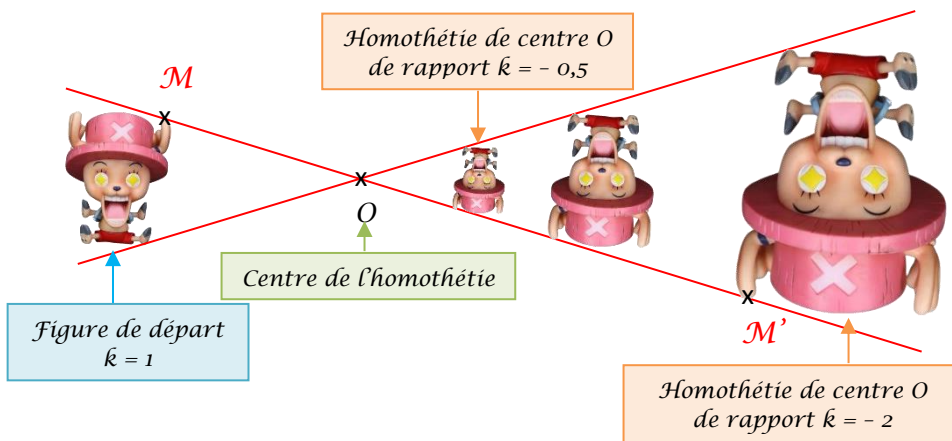 Homothétie de centre O
de rapport k = – 0,5
M
O
Centre de l'homothétie
Figure de départ
k = 1
M'
Homothétie de centre O
de rapport k = – 2